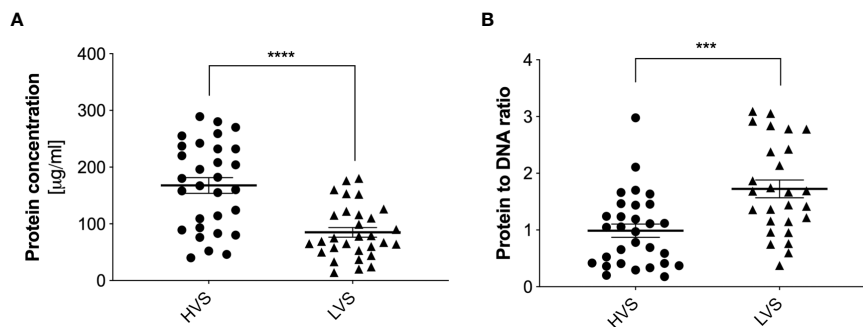 A
Protein concentration
[µg/ml]
400
300
200
100
0
****
HVS
LVS
B
Protein to DNA ratio
4
3
2
1
0
***
HVS
LVS